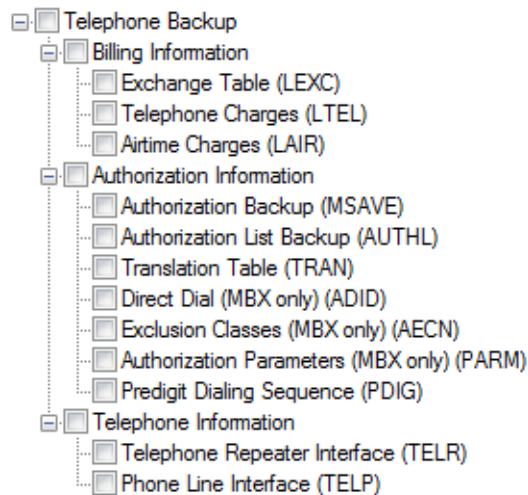 Telephone Backup
Billing Information
Exchange Table (LEXC)
Telephone Charges (LTEL)
Airtime Charges (LAIR)
Authorization Information
Authorization Backup (MSAVE)
Authorization List Backup (AUTHL)
Translation Table (TRAN)
Direct Dial (MBX only) (ADID)
Exclusion Classes (MBX only) (AECN)
Authorization Parameters (MBX only) (PARM)
Predigit Dialing Sequence (PDIG)
Telephone Information
Telephone Repeater Interface (TELR)
Phone Line Interface (TELP)